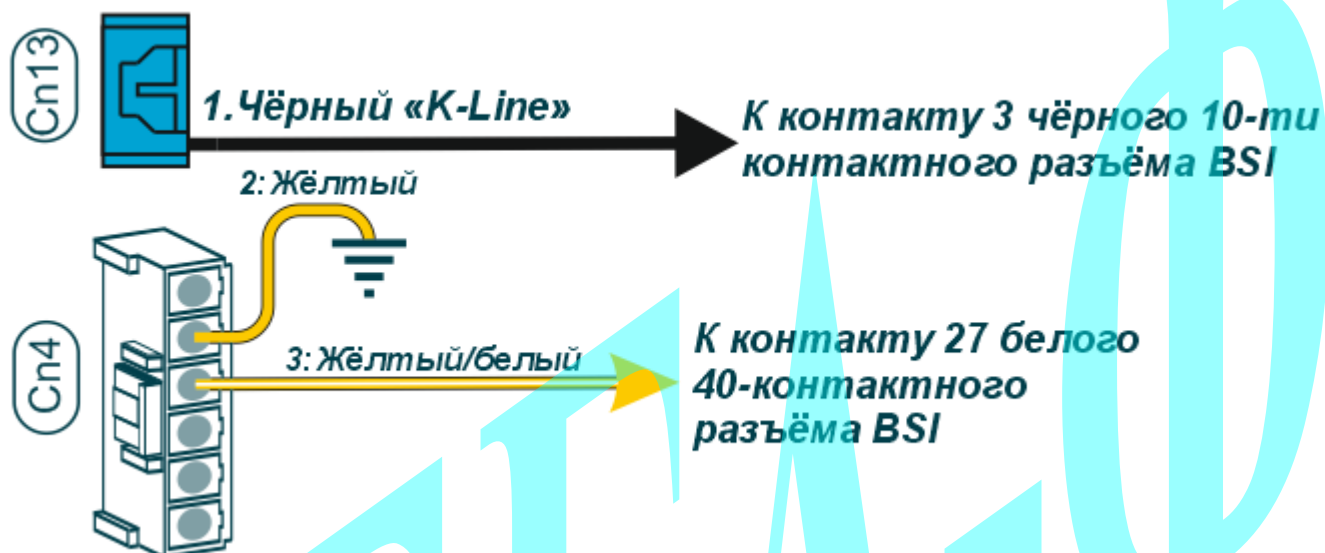 Cn13
1.Чёрный «K-Line»
К контакту 3 чёрного 10-ти
контактного разъёма BSI
2: Жёлтый
Cn4
3: Жёлтый/белый
К контакту 27 белого
40-контактного
разъёма BSI